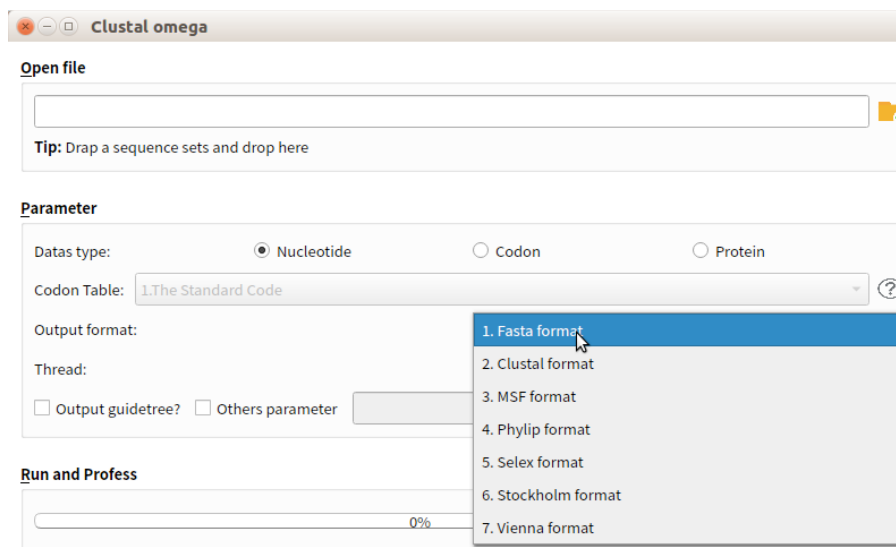 Clustal omega
Open file
Tip: Drap a sequence sets and drop here
Parameter
Datas type: Nucleotide Codon Protein
Codon Table: 1.The Standard Code ?
Output format:
1. Fasta format
Thread:
2. Clustal format
3. MSF format
Output guidetree? Others parameter
4. Phylip format
5. Selex format
Run and Profess
6. Stockholm format
0%
7. Vienna format